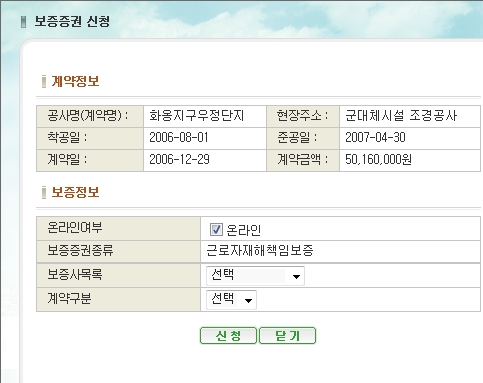 보증증권 신청
계약정보
공사명(계약명) : 화옹지구우정단지 현장주소 : 군대체시설 조경공사
착공일 : 2006-08-01 준공일 : 2007-04-30
계약일 : 2006-12-29 계약금액 : 50,160,000원
보증정보
온라인여부 온라인
보증증권종류 근로자재해책임보증
보증사목록 선택
계약구분 선택
신청 닫기